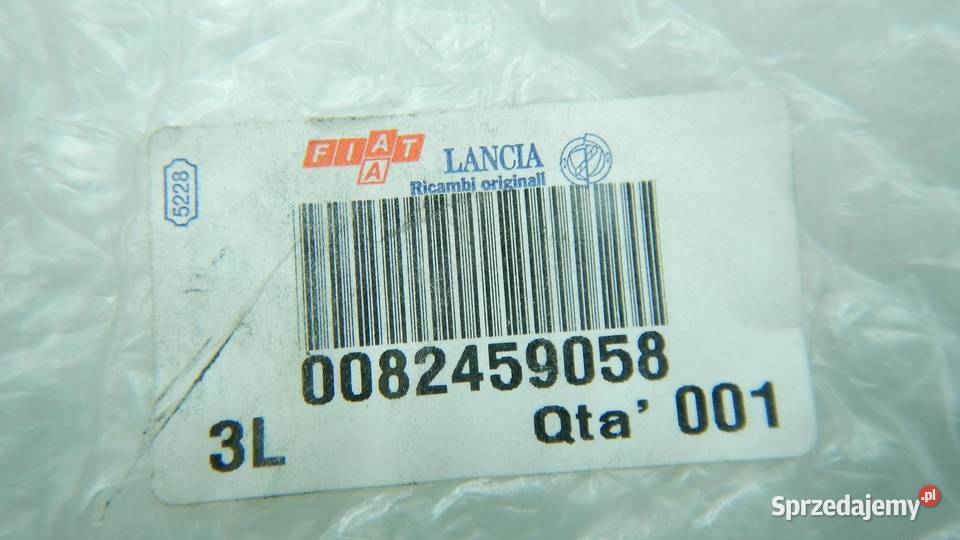 5228
FIAT
A
LANCIA
Ricambi originali
0082459058
3L
Qta' 001
Sprzedajemy.pl